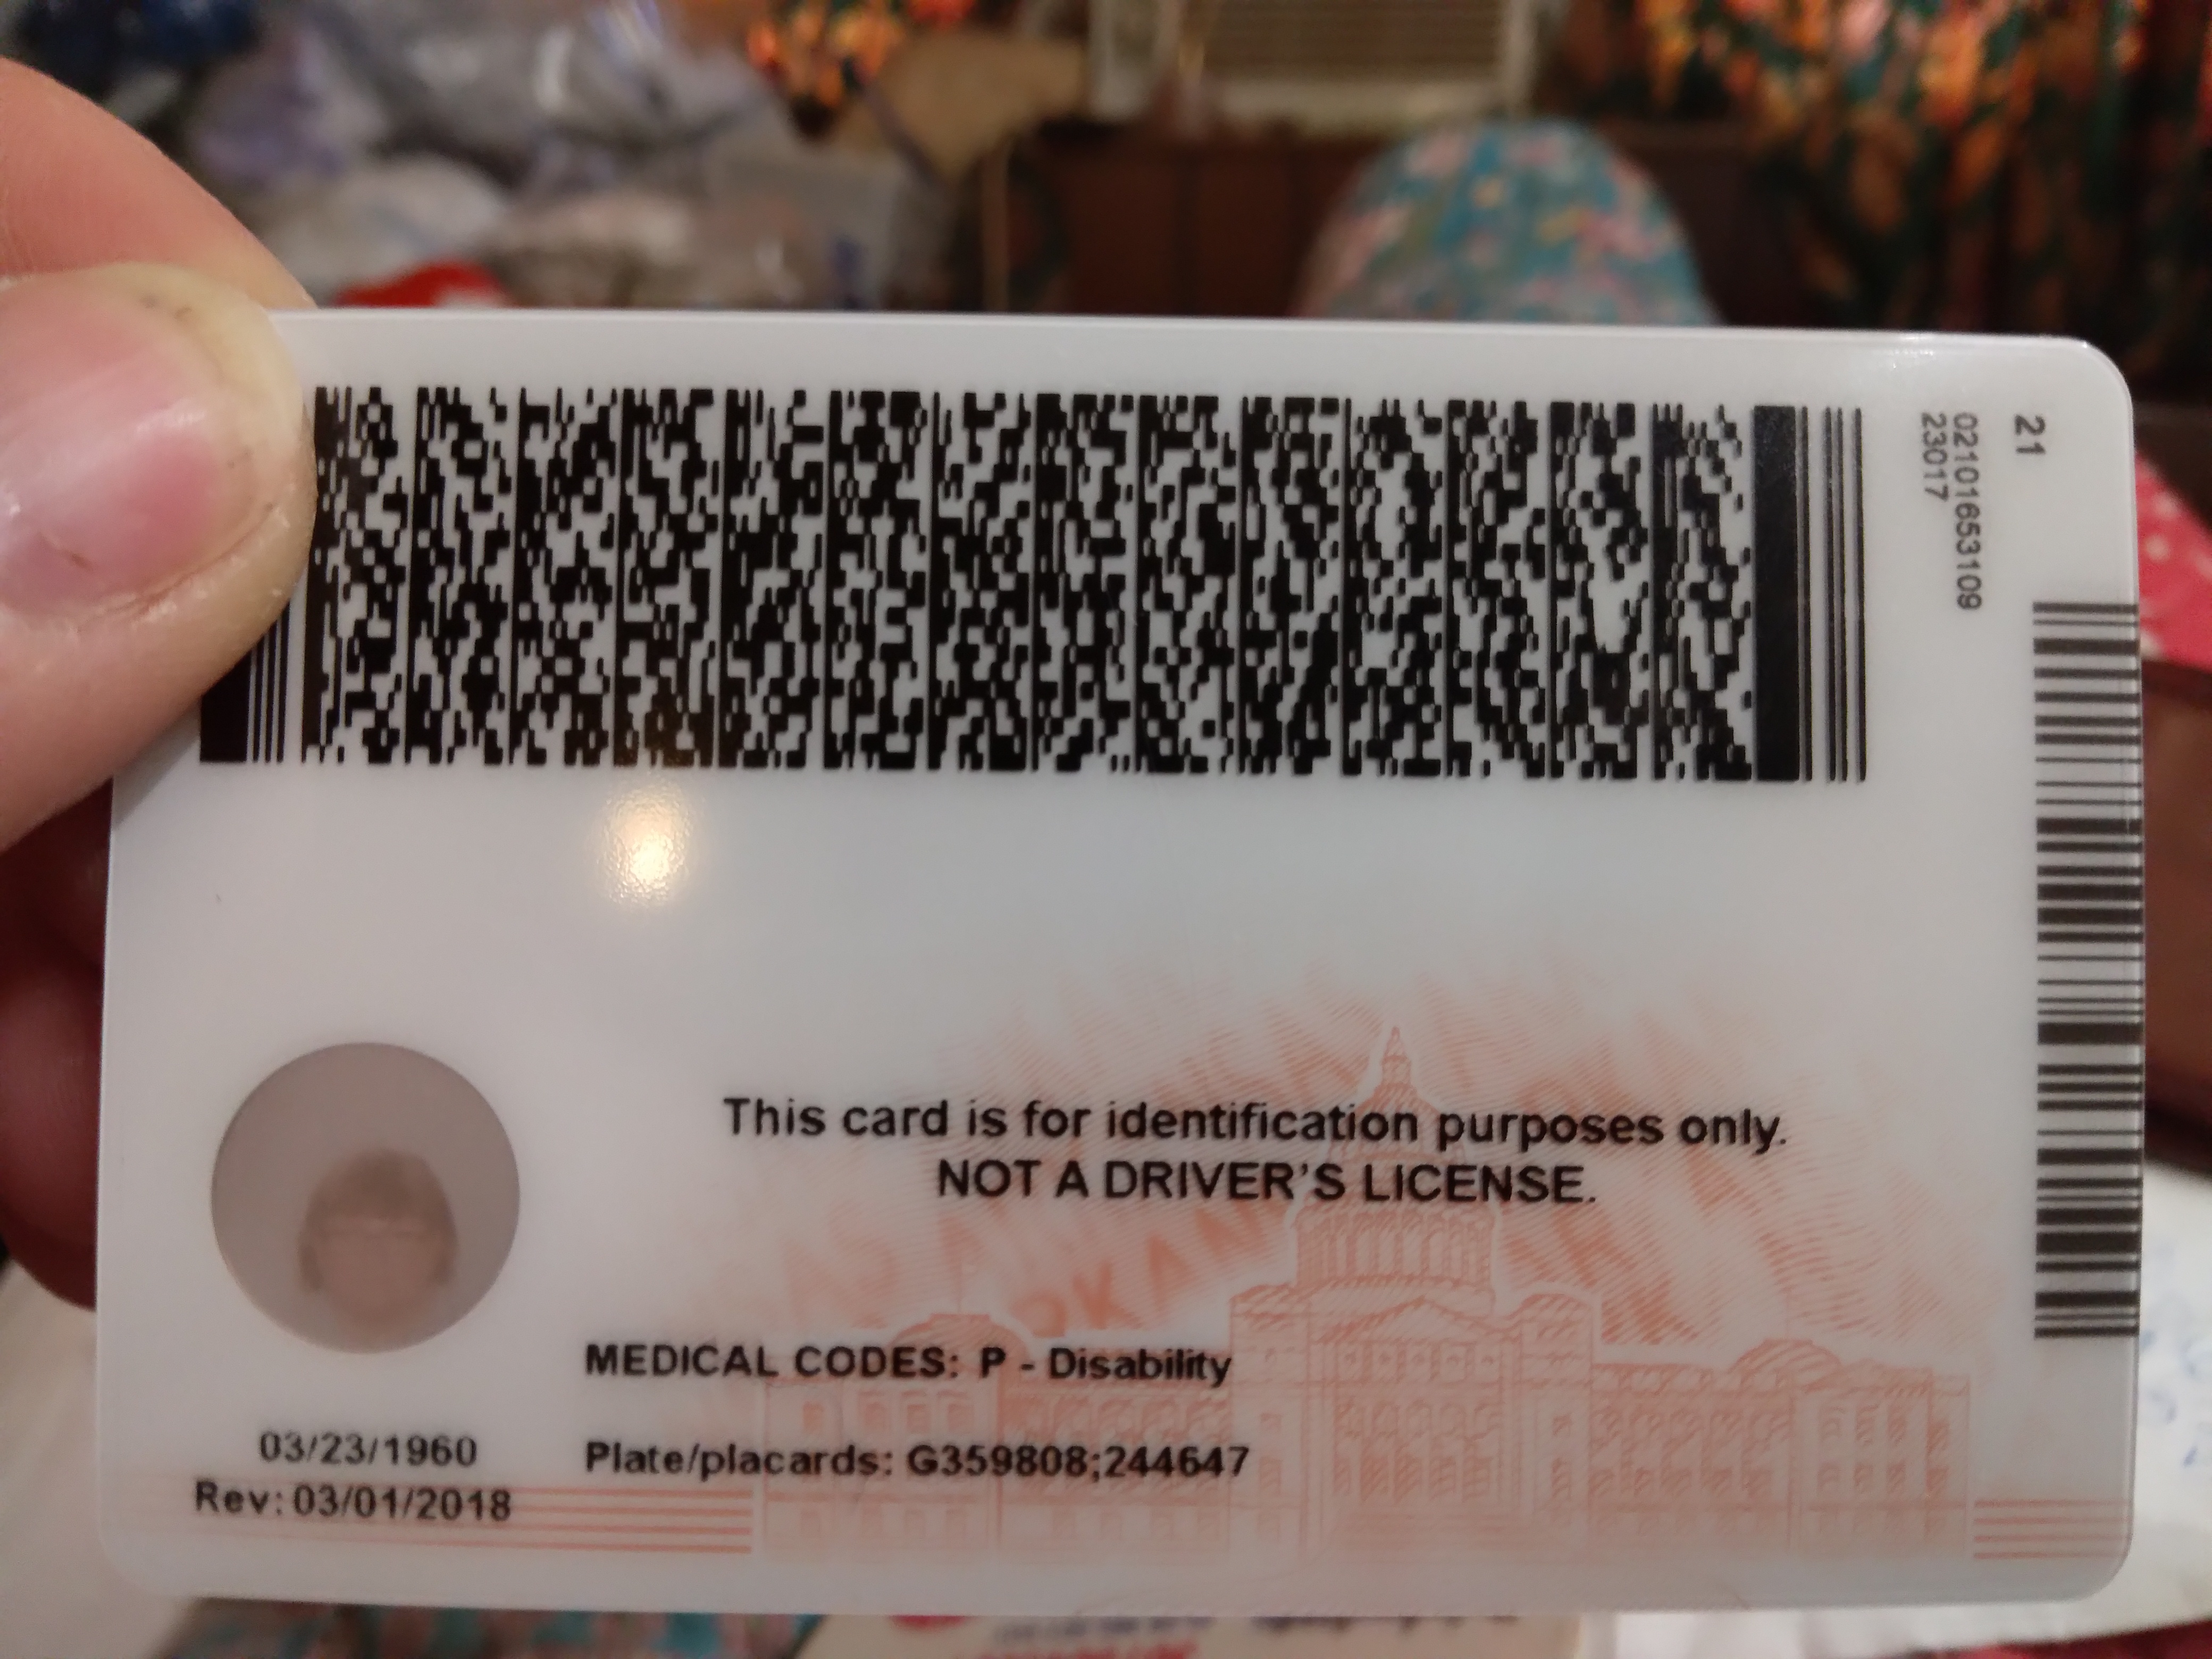 21
02101653109
23017
This card is for identification purposes only.
NOT A DRIVER'S LICENSE.
MEDICAL CODES: P - Disability
03/23/1960
Plate/placards: G359808;244647
Rev: 03/01/2018